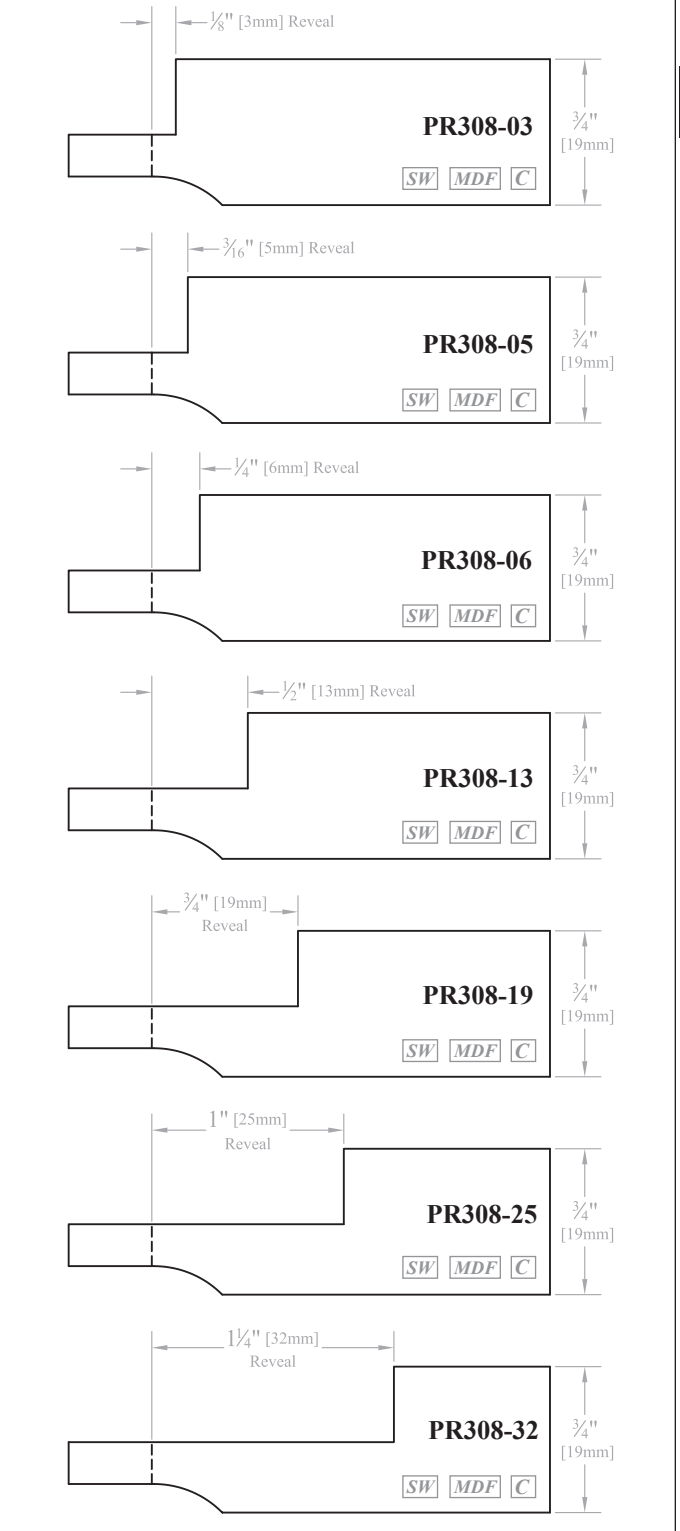 ⅛" [3mm] Reveal
PR308-03
¾"
[19mm]
SW MDF C
3⁄16" [5mm] Reveal
PR308-05
¾"
[19mm]
SW MDF C
¼" [6mm] Reveal
PR308-06
¾"
[19mm]
SW MDF C
½" [13mm] Reveal
PR308-13
¾"
[19mm]
SW MDF C
¾" [19mm]
Reveal
PR308-19
¾"
[19mm]
SW MDF C
1" [25mm]
Reveal
PR308-25
¾"
[19mm]
SW MDF C
1¼" [32mm]
Reveal
PR308-32
¾"
[19mm]
SW MDF C